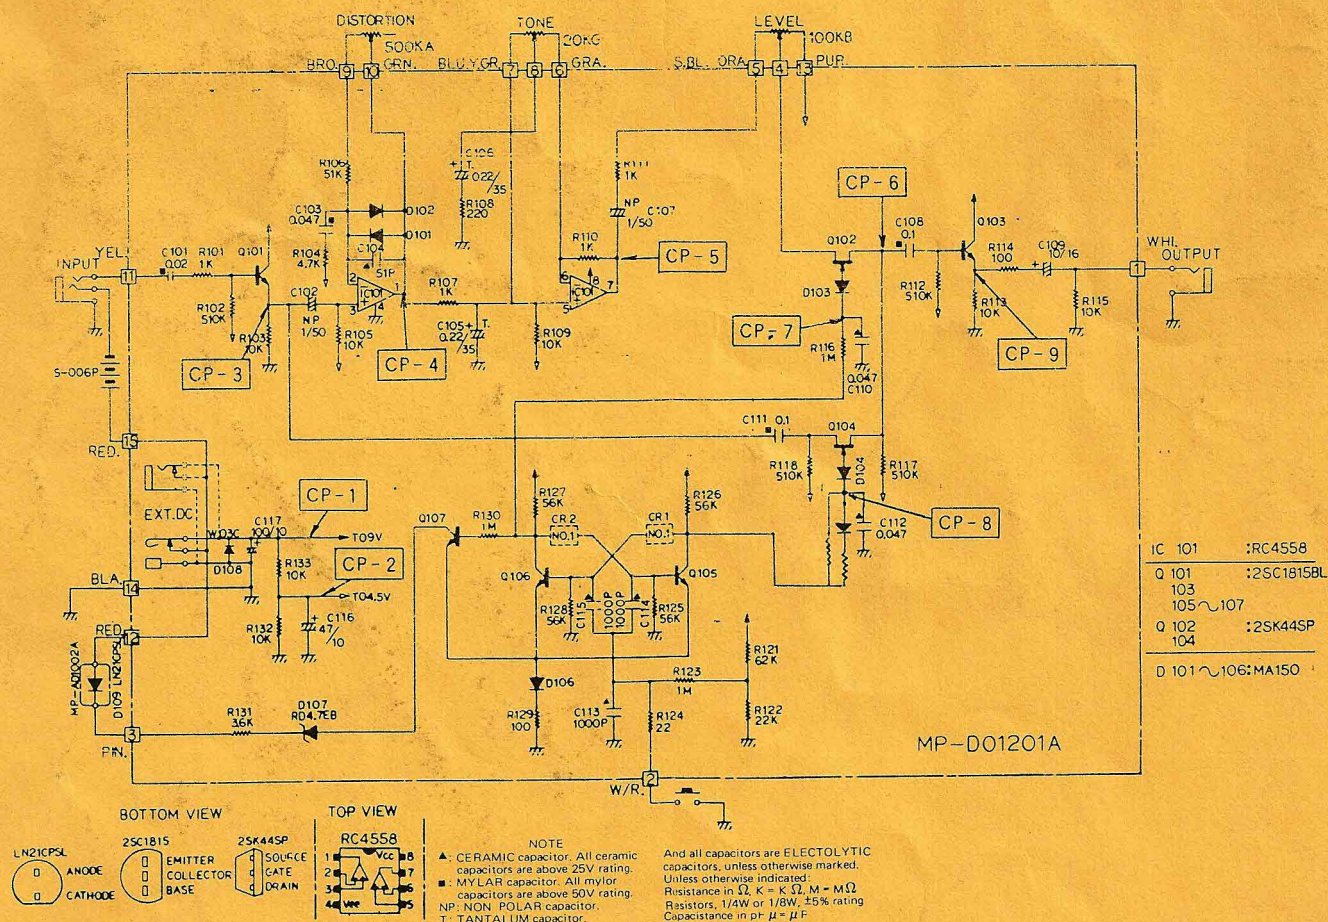 DISTORTION
500KA
TONE
20KG
LEVEL
100KB
BRO.
9
10
GRN.
7
8
6
GRA.
S.BL. ORA.
5
4
13
PUR.
R106
51K
C106
T.
0.22/35
R108
220
1K
NP
1/50
C107
CP-6
C103
0.047
D102
D101
R104
4.7K
C104
51P
IC101
R110
1K
CP-5
C108
0.1
Q103
R114
100
C109
10/16
WHI.
OUTPUT
1
YEL.
INPUT
11
C101
0.02
R101
1K
Q101
R102
510K
R103
10K
C102
NP
1/50
R105
10K
R107
1K
C105
T.
0.22/35
R109
10K
IC101
Q102
D103
R112
510K
R113
10K
R115
10K
CP-3
CP-4
CP-7
CP-9
R116
1M
0.047
C110
S-006P
15
RED.
C111
0.1
Q104
R118
510K
D104
R117
510K
CP-8
C112
0.047
EXT.DC
W03C
D108
C117
100/10
CP-1
TO9V
Q107
R130
1M
R127
56K
CR2
NO.1
CR1
NO.1
R126
56K
BLA.
14
R133
10K
CP-2
TO4.5V
Q106
Q105
R128
56K
C115
1000P
1000P
C114
R125
56K
RED
12
R132
10K
C116
47/10
MP-AD1002A
D109 LN21CPSL
D106
R123
1M
R121
62K
R131
3.6K
D107
RD4.7EB
R129
100
C113
1000P
R124
22
R122
22K
3
PIN.
2
W/R.
MP-D01201A
IC 101 :RC4558
Q 101 :2SC1815BL
103
105~107
Q 102 :2SK44SP
104
D 101~106:MA150
BOTTOM VIEW
LN21CPSL
ANODE
CATHODE
2SC1815
EMITTER
COLLECTOR
BASE
2SK44SP
SOURCE
GATE
DRAIN
TOP VIEW
RC4558
1 Vcc 8
2 7
3 6
4 Vee 5
NOTE
▲: CERAMIC capacitor. All ceramic
capacitors are above 25V rating.
■: MYLAR capacitor. All mylor
capacitors are above 50V rating.
NP: NON POLAR capacitor.
T: TANTALUM capacitor.
And all capacitors are ELECTOLYTIC
capacitors, unless otherwise marked.
Unless otherwise indicated:
Resistance in Ω, K = K Ω, M = MΩ
Resistors, 1/4W or 1/8W, ±5% rating
Capacistance in pF μ = μ F